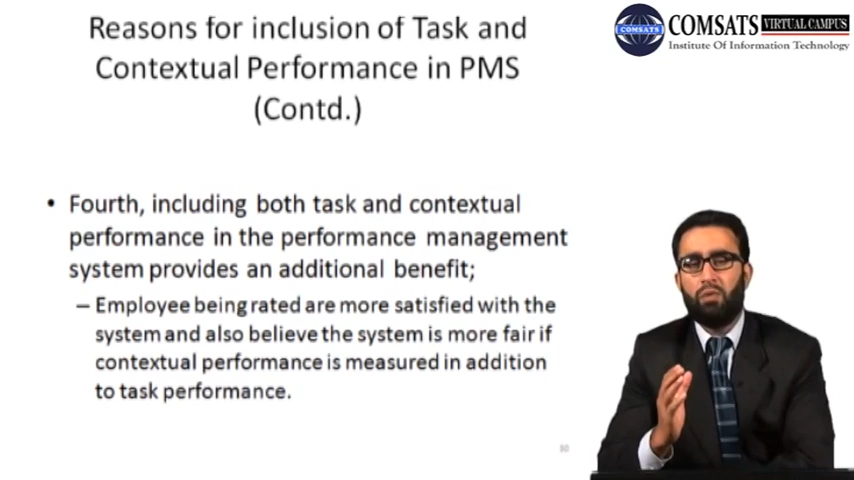 Reasons for inclusion of Task and
Contextual Performance in PMS
(Contd.)
COMSATS
COMSATS VIRTUAL CAMPUS
Institute Of Information Technology
• Fourth, including both task and contextual
performance in the performance management
system provides an additional benefit;
– Employee being rated are more satisfied with the
system and also believe the system is more fair if
contextual performance is measured in addition
to task performance.